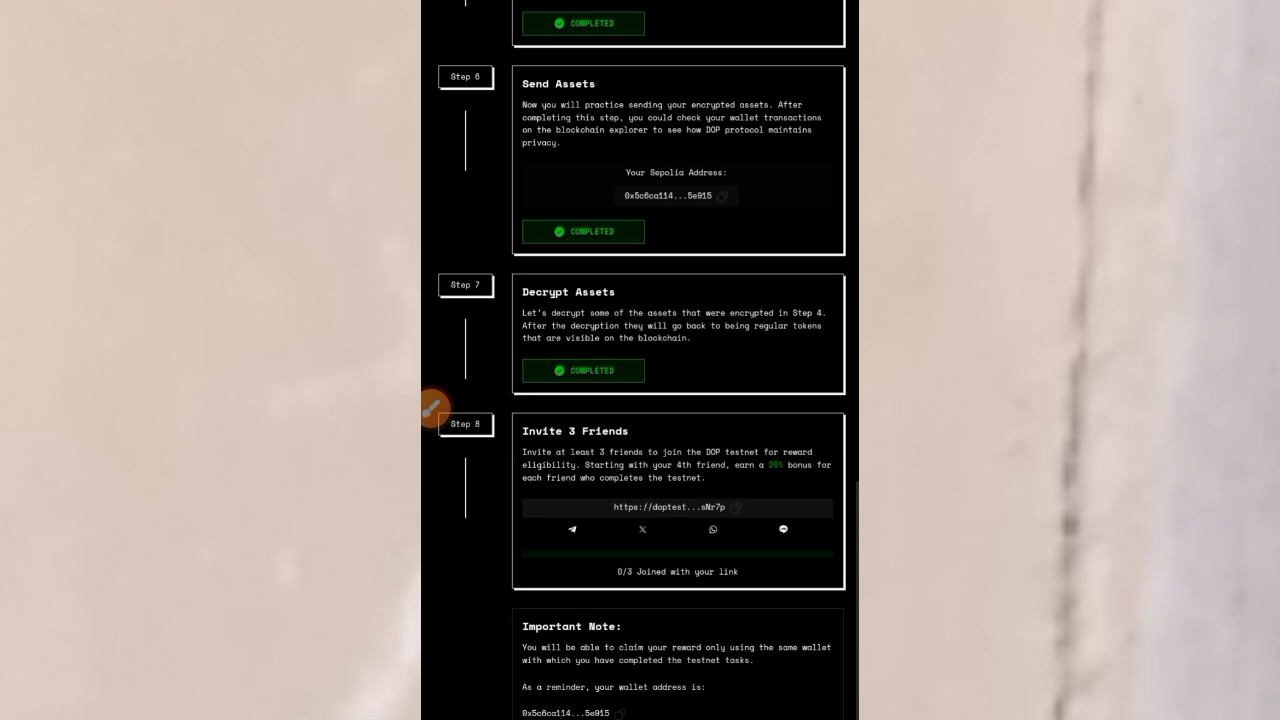 COMPLETED
Step 6
Send Assets
Now you will practice sending your encrypted assets. After
completing this step, you could check your wallet transactions
on the blockchain explorer to see how DOP protocol maintains
privacy.
Your Sepolia Address:
0x5c6ca114...5e915
COMPLETED
Step 7
Decrypt Assets
Let's decrypt some of the assets that were encrypted in Step 4.
After the decryption they will go back to being regular tokens
that are visible on the blockchain.
COMPLETED
Step 8
Invite 3 Friends
Invite at least 3 friends to join the DOP testnet for reward
eligibility. Starting with your 4th friend, earn a 20% bonus for
each friend who completes the testnet.
https://doptest...sNr7p
0/3 Joined with your link
Important Note:
You will be able to claim your reward only using the same wallet
with which you have completed the testnet tasks.
As a reminder, your wallet address is:
0x5c6ca114...5e915